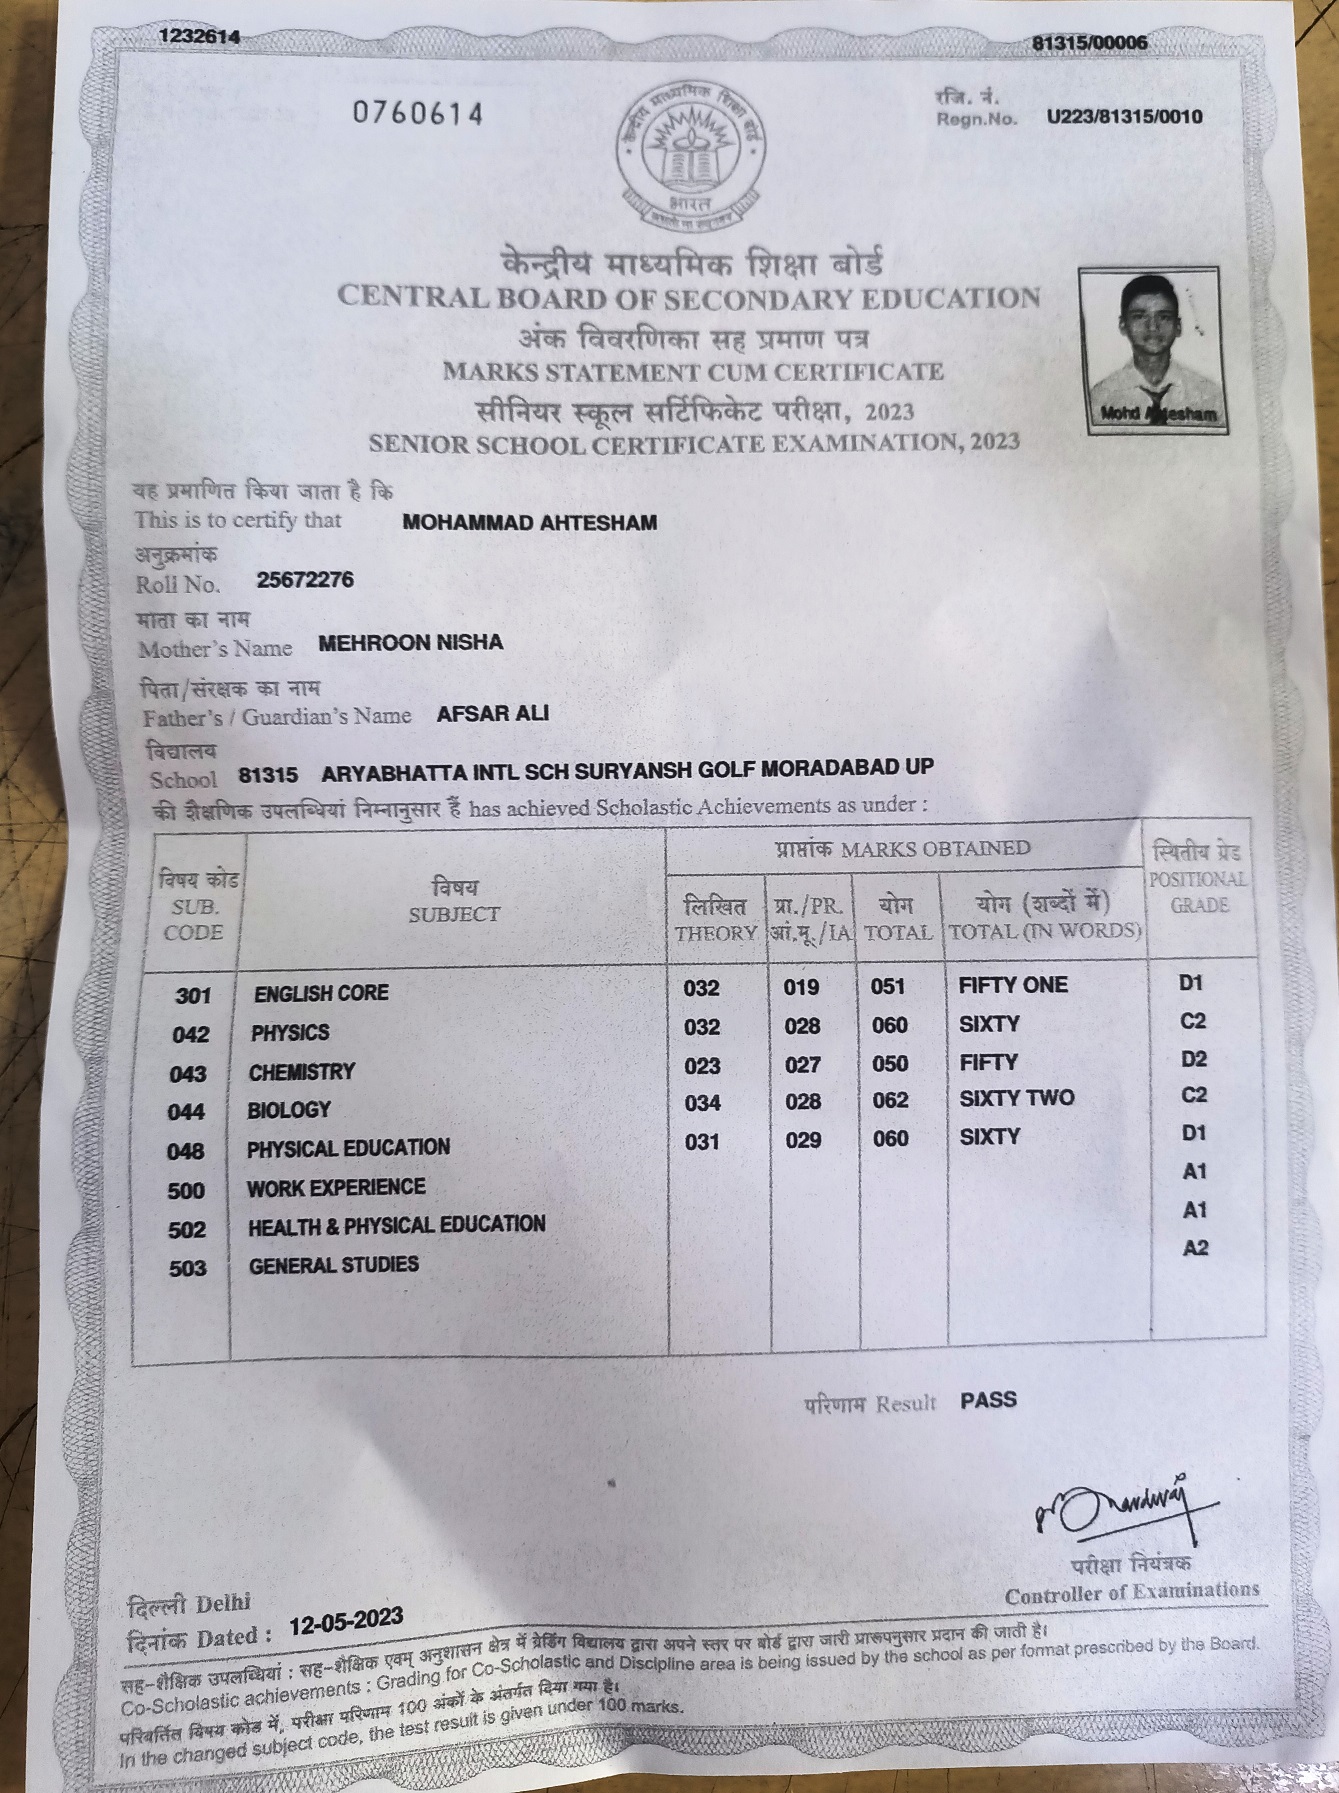 1232614
81315/00006
0760614
रजि. नं.
Regn.No. U223/81315/0010
केन्द्रीय माध्यमिक शिक्षा बोर्ड
भारत
केन्द्रीय माध्यमिक शिक्षा बोर्ड
CENTRAL BOARD OF SECONDARY EDUCATION
अंक विवरणिका सह प्रमाण पत्र
MARKS STATEMENT CUM CERTIFICATE
सीनियर स्कूल सर्टिफिकेट परीक्षा, 2023
SENIOR SCHOOL CERTIFICATE EXAMINATION, 2023
Mohd Ahtesham
यह प्रमाणित किया जाता है कि
This is to certify that MOHAMMAD AHTESHAM
अनुक्रमांक
Roll No. 25672276
माता का नाम
Mother's Name MEHROON NISHA
पिता/संरक्षक का नाम
Father's / Guardian's Name AFSAR ALI
विद्यालय
School 81315 ARYABHATTA INTL SCH SURYANSH GOLF MORADABAD UP
की शैक्षणिक उपलब्धियां निम्नानुसार हैं has achieved Scholastic Achievements as under :
विषय कोड
SUB.
CODE
विषय
SUBJECT
प्राप्तांक MARKS OBTAINED
लिखित
THEORY
प्रा./PR.
आं.मू./IA
योग
TOTAL
योग (शब्दों में)
TOTAL (IN WORDS)
स्थितीय ग्रेड
POSITIONAL
GRADE
301 ENGLISH CORE 032 019 051 FIFTY ONE D1
042 PHYSICS 032 028 060 SIXTY C2
043 CHEMISTRY 023 027 050 FIFTY D2
044 BIOLOGY 034 028 062 SIXTY TWO C2
048 PHYSICAL EDUCATION 031 029 060 SIXTY D1
500 WORK EXPERIENCE A1
502 HEALTH & PHYSICAL EDUCATION A1
503 GENERAL STUDIES A2
परिणाम Result PASS
परीक्षा नियंत्रक
Controller of Examinations
दिल्ली Delhi
दिनांक Dated : 12-05-2023
सह-शैक्षिक उपलब्धियां : सह-शैक्षिक एवम् अनुशासन क्षेत्र में ग्रेडिंग विद्यालय द्वारा अपने स्तर पर बोर्ड द्वारा जारी प्रारूपनुसार प्रदान की जाती है।
Co-Scholastic achievements : Grading for Co-Scholastic and Discipline area is being issued by the school as per format prescribed by the Board.
परिवर्तित विषय कोड में, परीक्षा परिणाम 100 अंकों के अंतर्गत दिया गया है।
In the changed subject code, the test result is given under 100 marks.